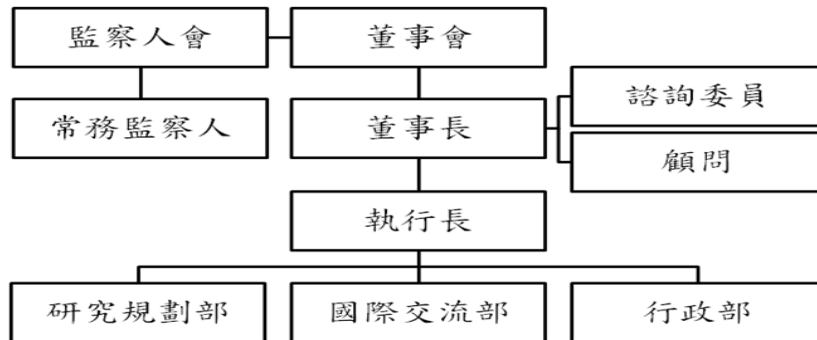 監察人會
董事會
常務監察人
董事長
諮詢委員
顧問
執行長
研究規劃部
國際交流部
行政部